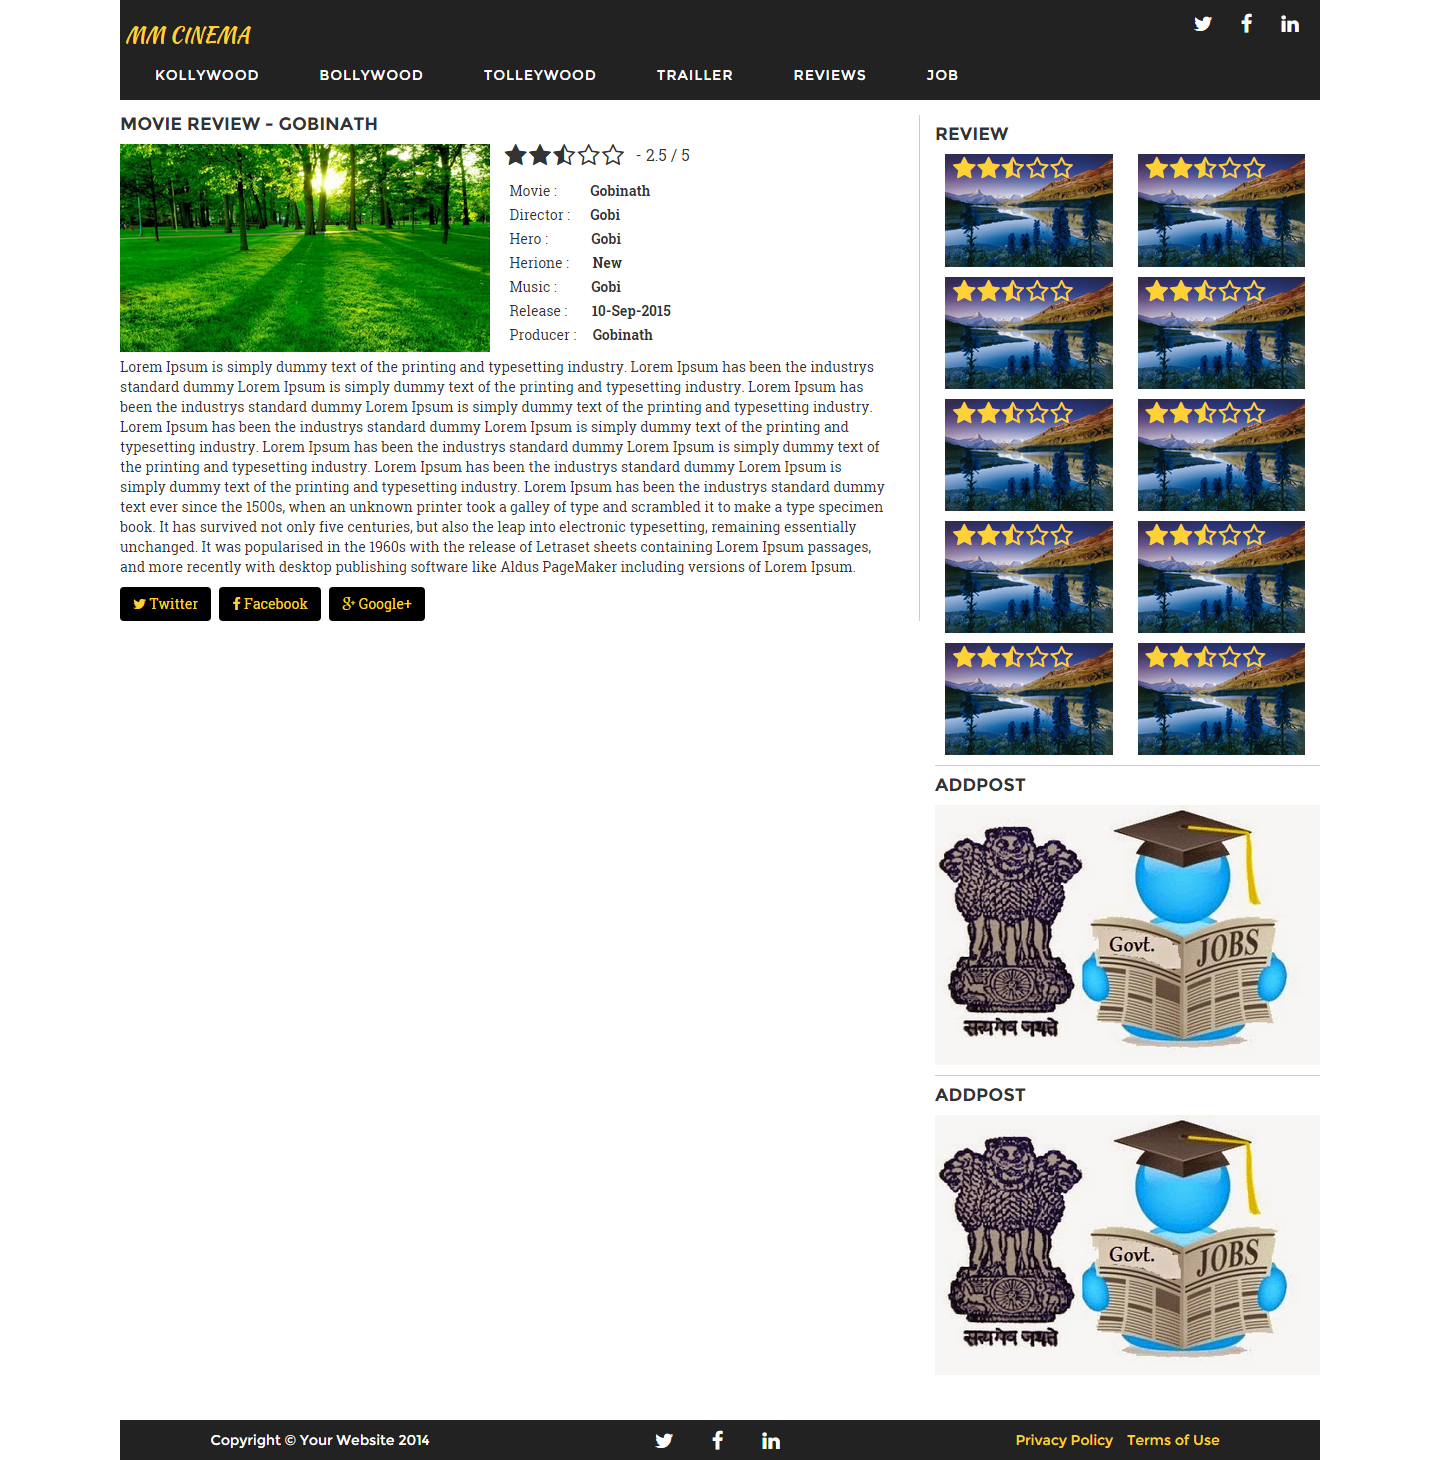 MM CINEMA
KOLLYWOOD BOLLYWOOD TOLLEYWOOD TRAILLER REVIEWS JOB
MOVIE REVIEW - GOBINATH
- 2.5 / 5
Movie : Gobinath
Director : Gobi
Hero : Gobi
Herione : New
Music : Gobi
Release : 10-Sep-2015
Producer : Gobinath
Lorem Ipsum is simply dummy text of the printing and typesetting industry. Lorem Ipsum has been the industrys
standard dummy Lorem Ipsum is simply dummy text of the printing and typesetting industry. Lorem Ipsum has
been the industrys standard dummy Lorem Ipsum is simply dummy text of the printing and typesetting industry.
Lorem Ipsum has been the industrys standard dummy Lorem Ipsum is simply dummy text of the printing and
typesetting industry. Lorem Ipsum has been the industrys standard dummy Lorem Ipsum is simply dummy text of
the printing and typesetting industry. Lorem Ipsum has been the industrys standard dummy Lorem Ipsum is
simply dummy text of the printing and typesetting industry. Lorem Ipsum has been the industrys standard dummy
text ever since the 1500s, when an unknown printer took a galley of type and scrambled it to make a type specimen
book. It has survived not only five centuries, but also the leap into electronic typesetting, remaining essentially
unchanged. It was popularised in the 1960s with the release of Letraset sheets containing Lorem Ipsum passages,
and more recently with desktop publishing software like Aldus PageMaker including versions of Lorem Ipsum.
Twitter Facebook Google+
REVIEW
ADDPOST
Govt. JOBS
सत्यमेव जयते
ADDPOST
Govt. JOBS
सत्यमेव जयते
Copyright © Your Website 2014
Privacy Policy Terms of Use